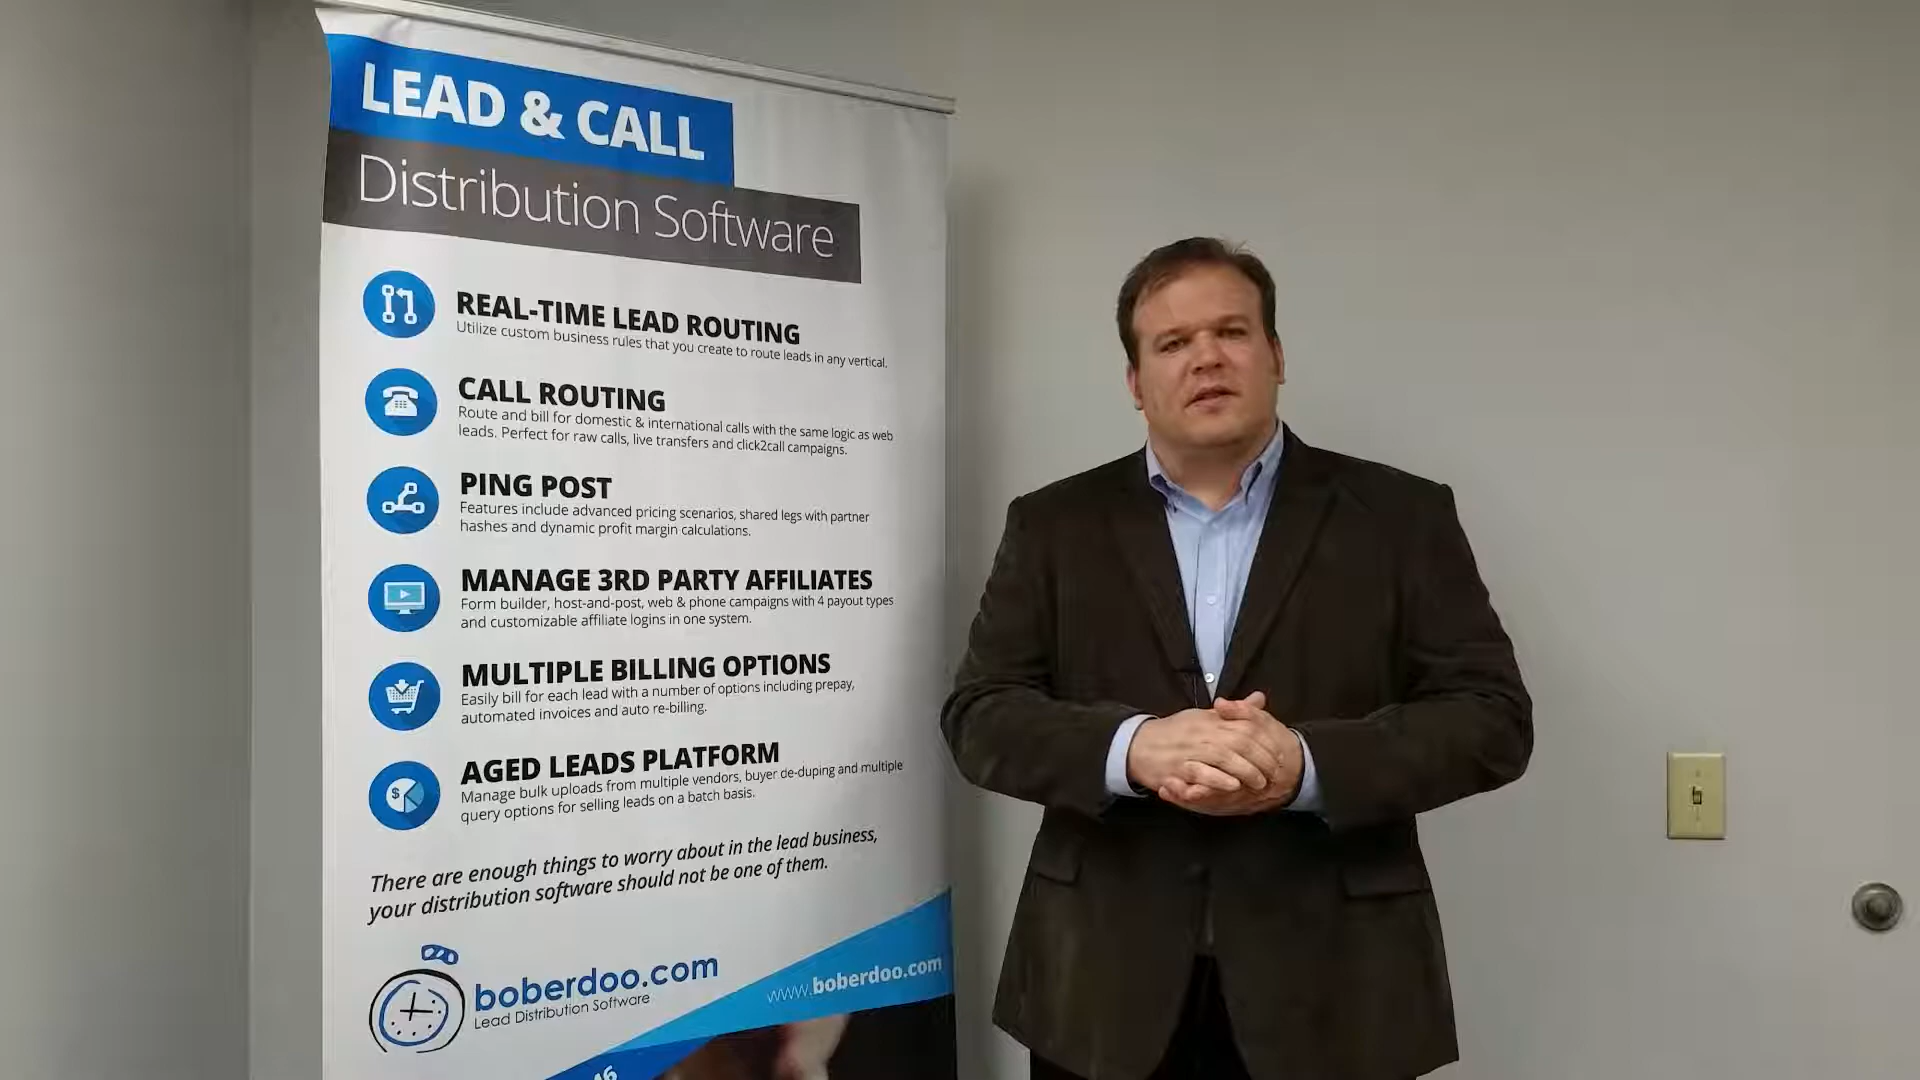 LEAD & CALL
Distribution Software
REAL-TIME LEAD ROUTING
Utilize custom business rules that you create to route leads in any vertical.
CALL ROUTING
Route and bill for domestic & international calls with the same logic as web
leads. Perfect for raw calls, live transfers and click2call campaigns.
PING POST
Features include advanced pricing scenarios, shared legs with partner
hashes and dynamic profit margin calculations.
MANAGE 3RD PARTY AFFILIATES
Form builder, host-and-post, web & phone campaigns with 4 payout types
and customizable affiliate logins in one system.
MULTIPLE BILLING OPTIONS
Easily bill for each lead with a number of options including prepay,
automated invoices and auto re-billing.
$
AGED LEADS PLATFORM
Manage bulk uploads from multiple vendors, buyer de-duping and multiple
query options for selling leads on a batch basis.
There are enough things to worry about in the lead business,
your distribution software should not be one of them.
boberdoo.com
Lead Distribution Software
www.boberdoo.com